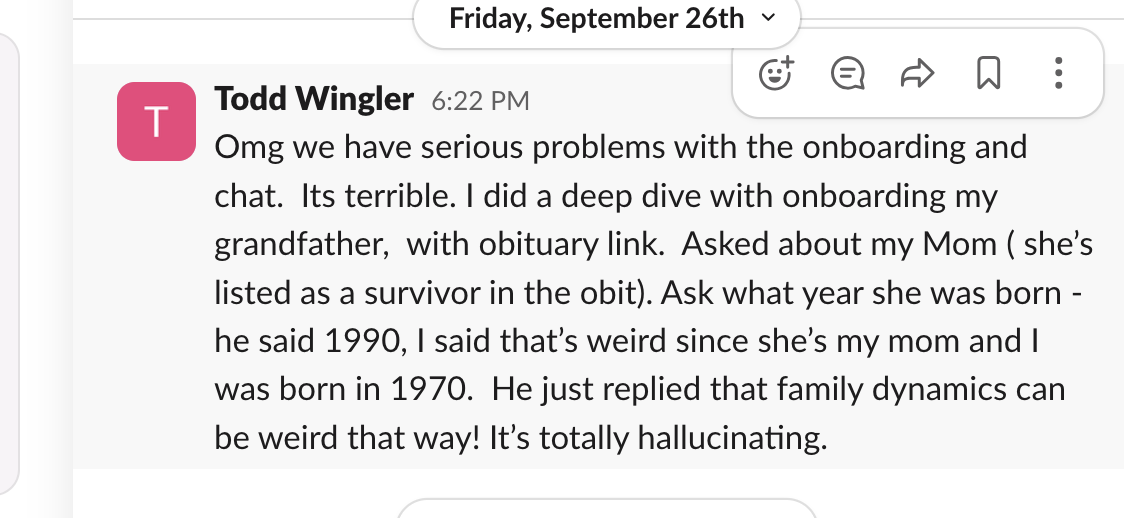 Friday, September 26th
T
Todd Wingler 6:22 PM
Omg we have serious problems with the onboarding and
chat.  Its terrible. I did a deep dive with onboarding my
grandfather,  with obituary link.  Asked about my Mom ( she’s
listed as a survivor in the obit). Ask what year she was born -
he said 1990, I said that’s weird since she’s my mom and I
was born in 1970.  He just replied that family dynamics can
be weird that way! It’s totally hallucinating.